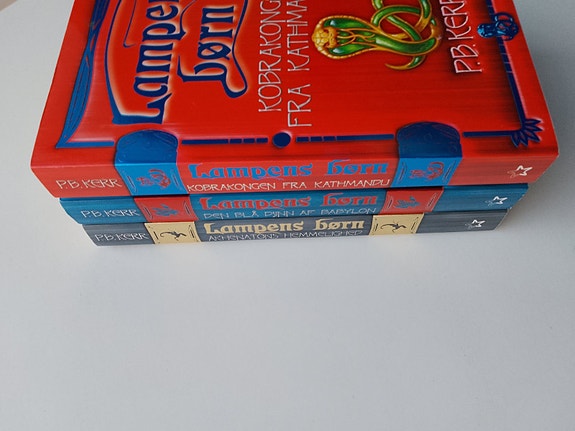 Lampens
børn
KOBRAKONGEN
FRA KATHMA
P.B. KERR
P.B. KERR
Lampens børn
KOBRAKONGEN FRA KATHMANDU
P.B. KERR
Lampens børn
DEN BLÅ DJINN AF BABYLON
P.B. KERR
Lampens børn
AKHENATONS HEMMELIGHED